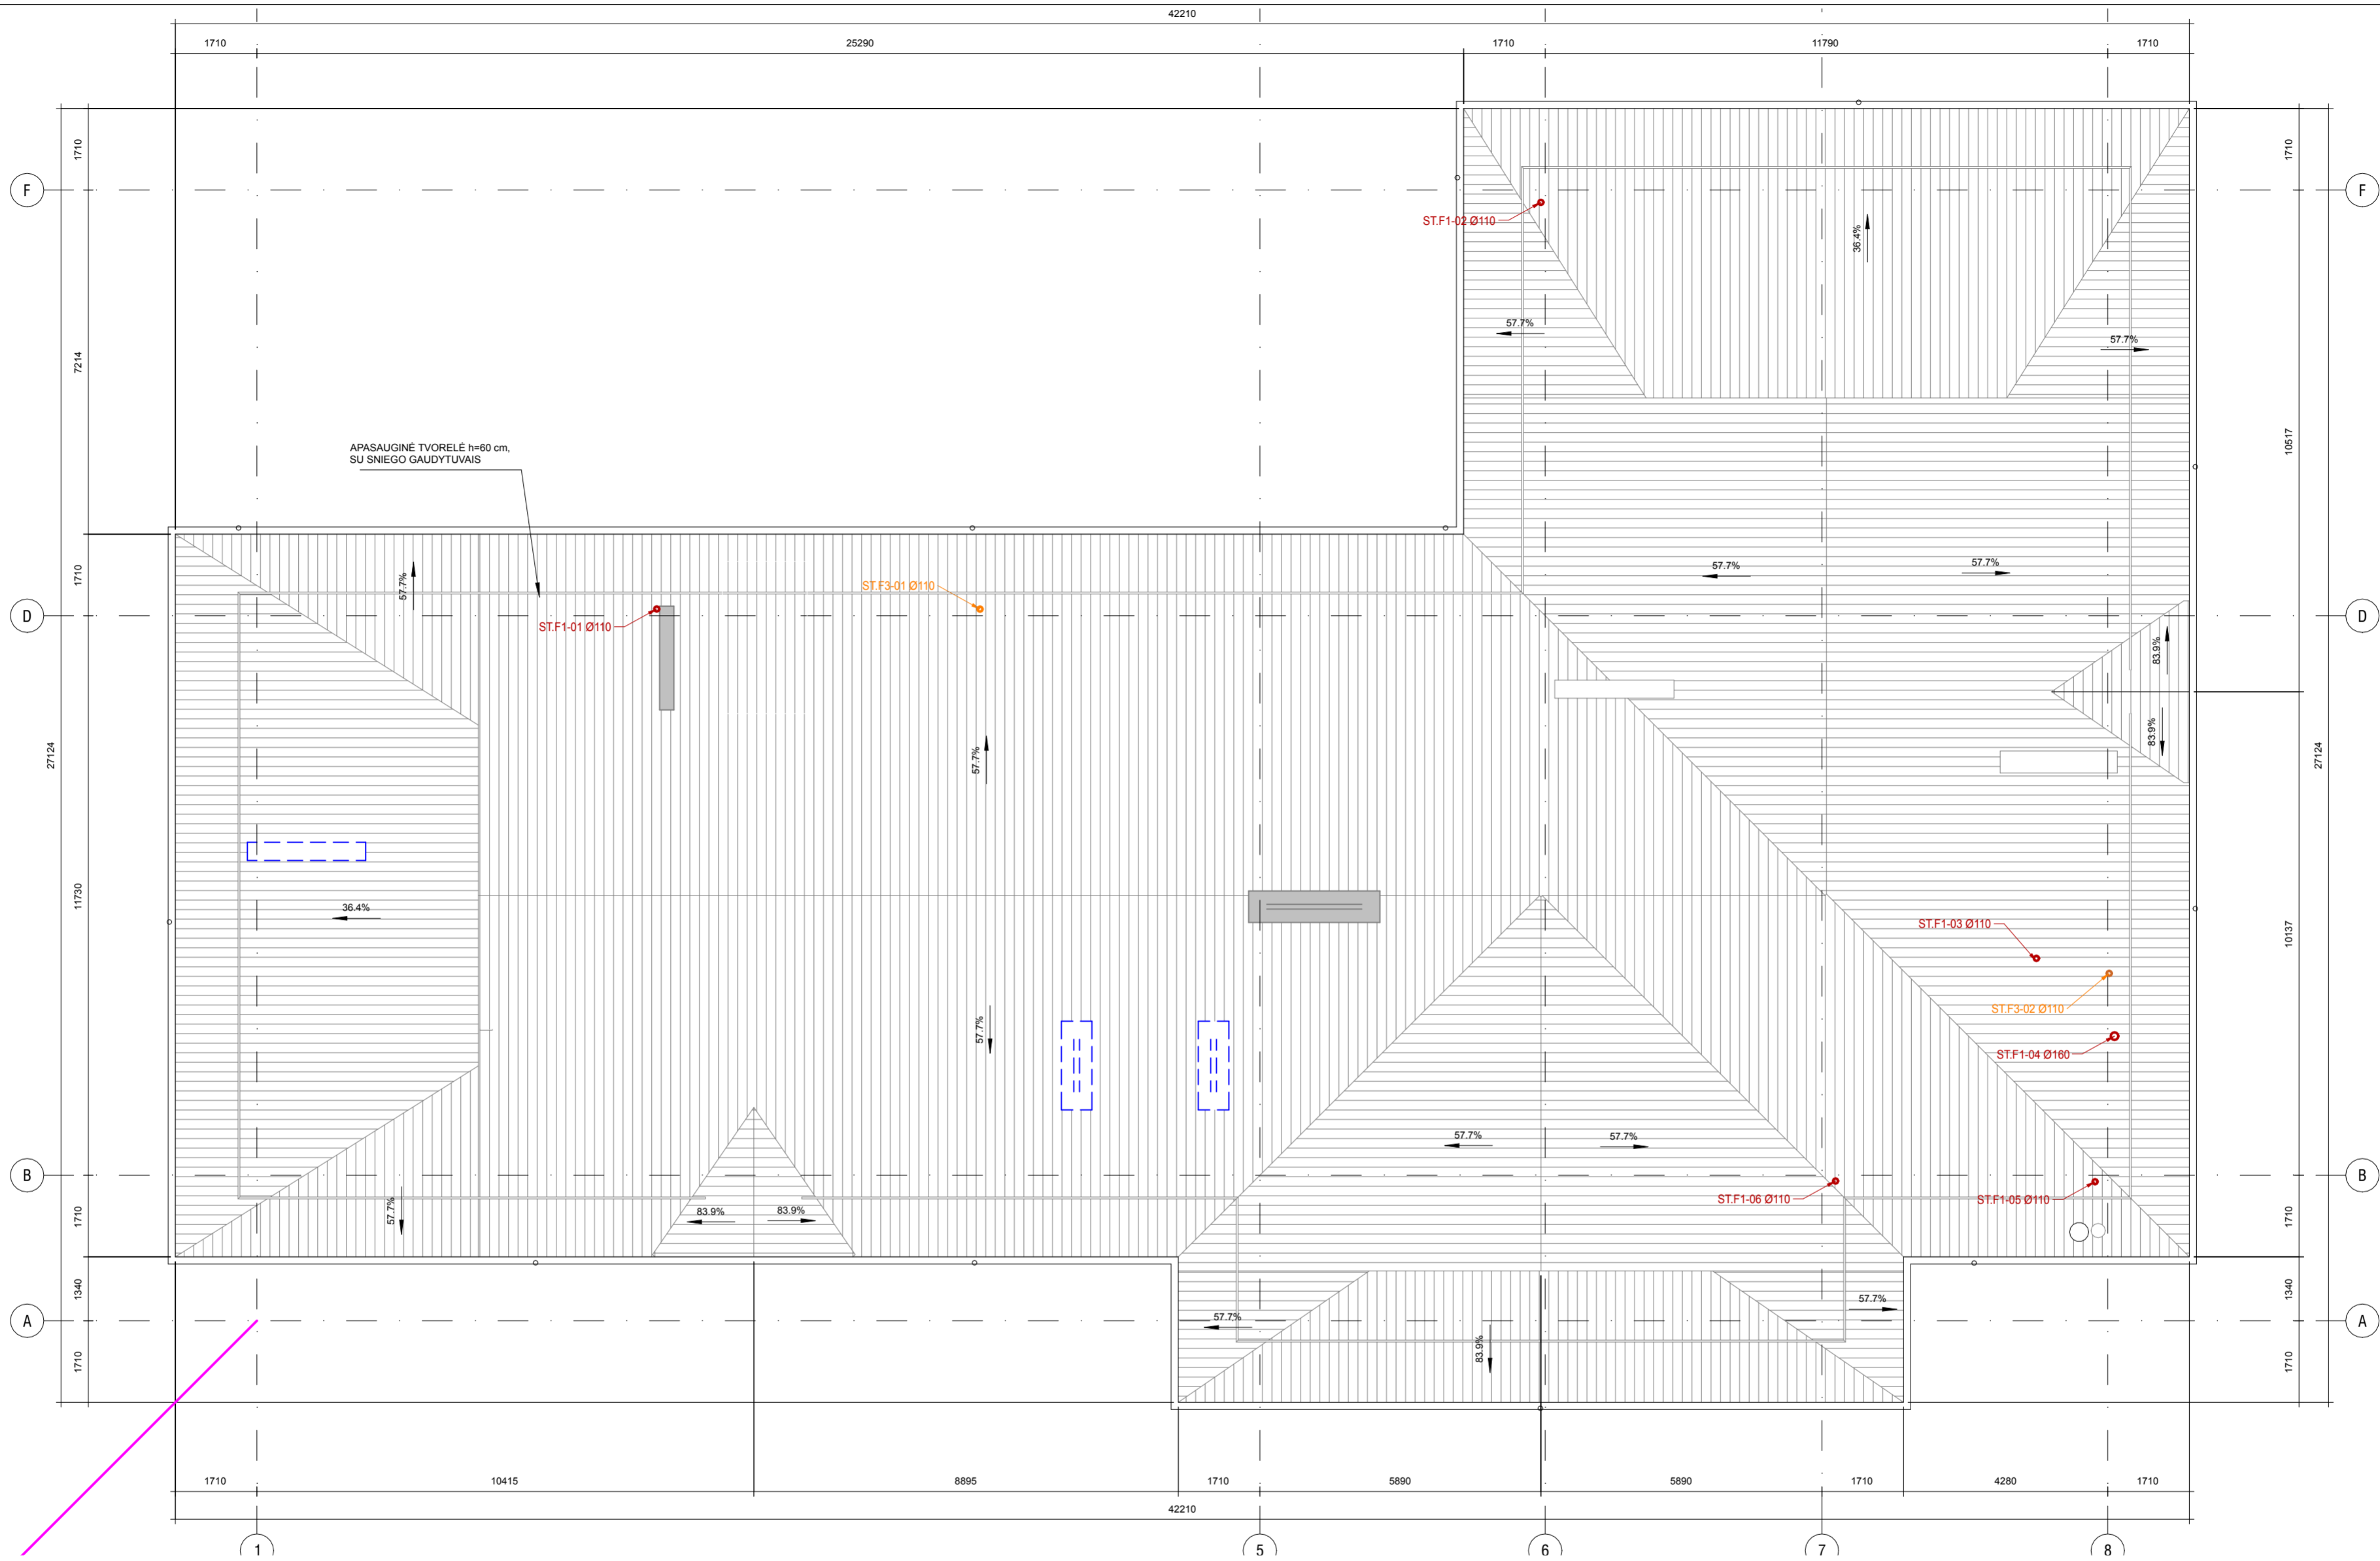 42210
1710 25290 1710 11790 1710
1710 1710
F F
ST.F1-02 Ø110
36.4%
57.7%
57.7%
7214
10517
APASAUGINĖ TVORELĖ h=60 cm,
SU SNIEGO GAUDYTUVAIS
1710
57.7%
ST.F3-01 Ø110
57.7%
57.7%
D D
ST.F1-01 Ø110
83.9%
83.9%
27124
57.7%
27124
11730
36.4%
ST.F1-03 Ø110
10137
ST.F3-02 Ø110
57.7%
ST.F1-04 Ø160
57.7%
57.7%
B B
ST.F1-06 Ø110
ST.F1-05 Ø110
1710
57.7%
83.9%
83.9%
1710
1340
57.7%
1340
57.7%
A A
83.9%
1710
1710
1710 10415 8895 1710 5890 5890 1710 4280 1710
42210
1 5 6 7 8